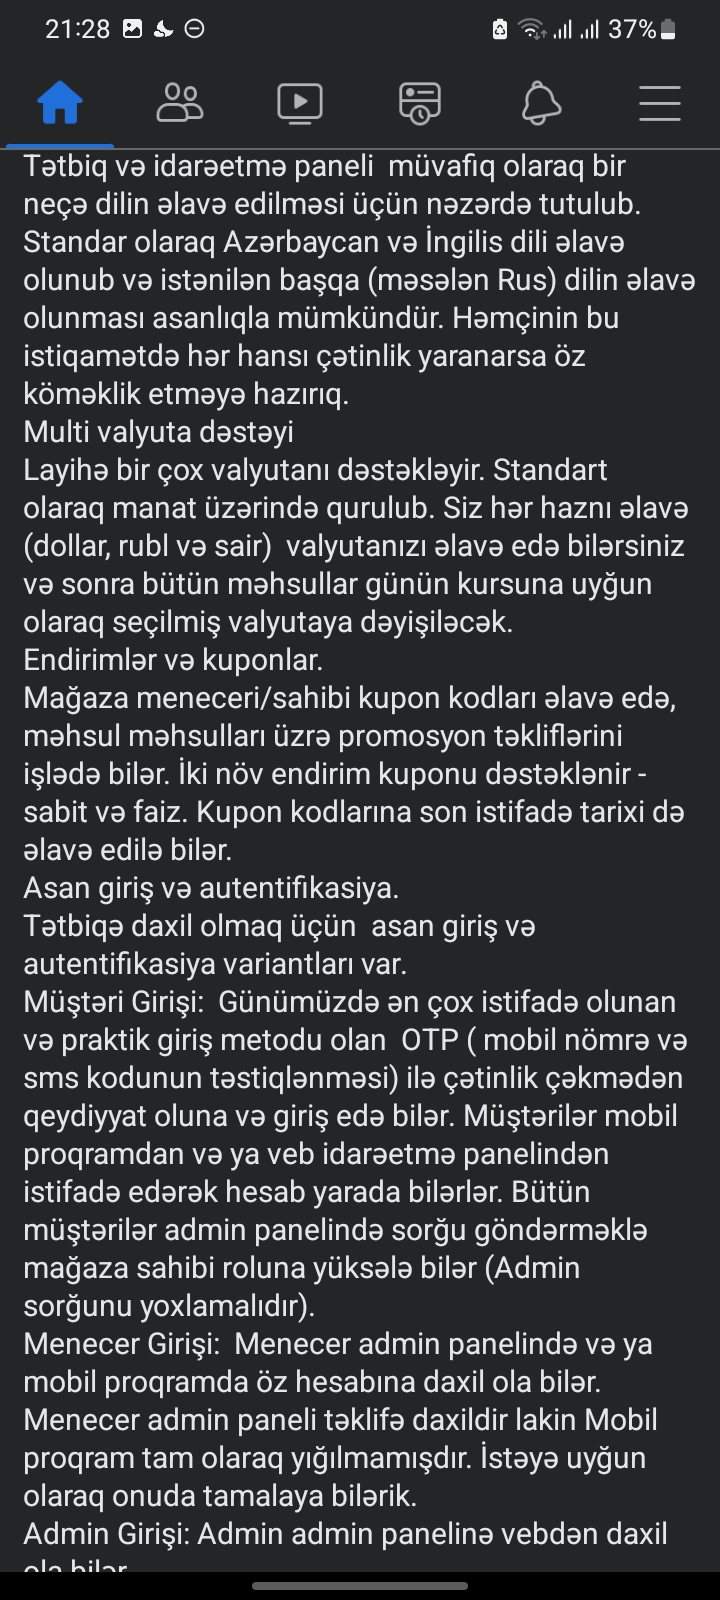 21:28
37%
Tətbiq və idarəetmə paneli  müvafiq olaraq bir
neçə dilin əlavə edilməsi üçün nəzərdə tutulub.
Standar olaraq Azərbaycan və İngilis dili əlavə
olunub və istənilən başqa (məsələn Rus) dilin əlavə
olunması asanlıqla mümkündür. Həmçinin bu
istiqamətdə hər hansı çətinlik yaranarsa öz
köməklik etməyə hazırıq.
Multi valyuta dəstəyi
Layihə bir çox valyutanı dəstəkləyir. Standart
olaraq manat üzərində qurulub. Siz hər haznı əlavə
(dollar, rubl və sair)  valyutanızı əlavə edə bilərsiniz
və sonra bütün məhsullar günün kursuna uyğun
olaraq seçilmiş valyutaya dəyişiləcək.
Endirimlər və kuponlar.
Mağaza meneceri/sahibi kupon kodları əlavə edə,
məhsul məhsulları üzrə promosyon təkliflərini
işlədə bilər. İki növ endirim kuponu dəstəklənir -
sabit və faiz. Kupon kodlarına son istifadə tarixi də
əlavə edilə bilər.
Asan giriş və autentifikasiya.
Tətbiqə daxil olmaq üçün  asan giriş və
autentifikasiya variantları var.
Müştəri Girişi:  Günümüzdə ən çox istifadə olunan
və praktik giriş metodu olan  OTP ( mobil nömrə və
sms kodunun təstiqlənməsi) ilə çətinlik çəkmədən
qeydiyyat oluna və giriş edə bilər. Müştərilər mobil
proqramdan və ya veb idarəetmə panelindən
istifadə edərək hesab yarada bilərlər. Bütün
müştərilər admin panelində sorğu göndərməklə
mağaza sahibi roluna yüksələ bilər (Admin
sorğunu yoxlamalıdır).
Menecer Girişi:  Menecer admin panelində və ya
mobil proqramda öz hesabına daxil ola bilər.
Menecer admin paneli təklifə daxildir lakin Mobil
proqram tam olaraq yığılmamışdır. İstəyə uyğun
olaraq onuda tamalaya bilərik.
Admin Girişi: Admin admin panelinə vebdən daxil
ola bilər